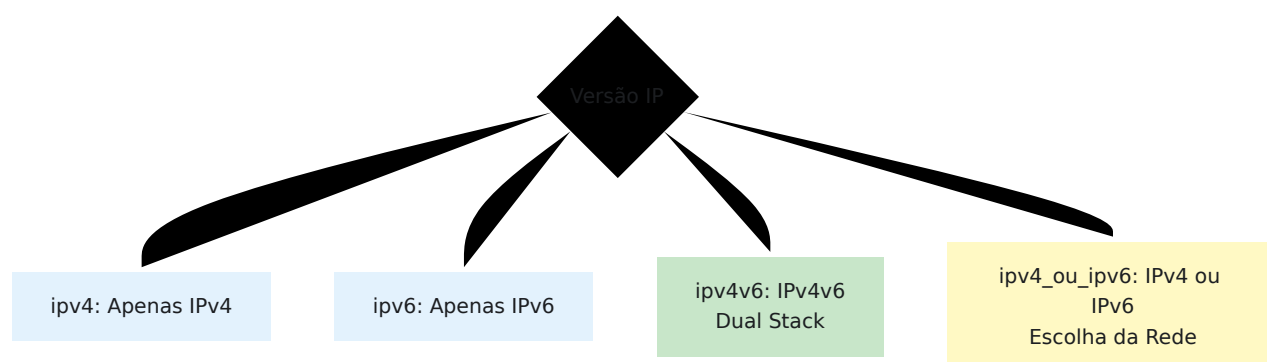 Versão IP
ipv4: Apenas IPv4
ipv6: Apenas IPv6
ipv4v6: IPv4v6
Dual Stack
ipv4_ou_ipv6: IPv4 ou
IPv6
Escolha da Rede